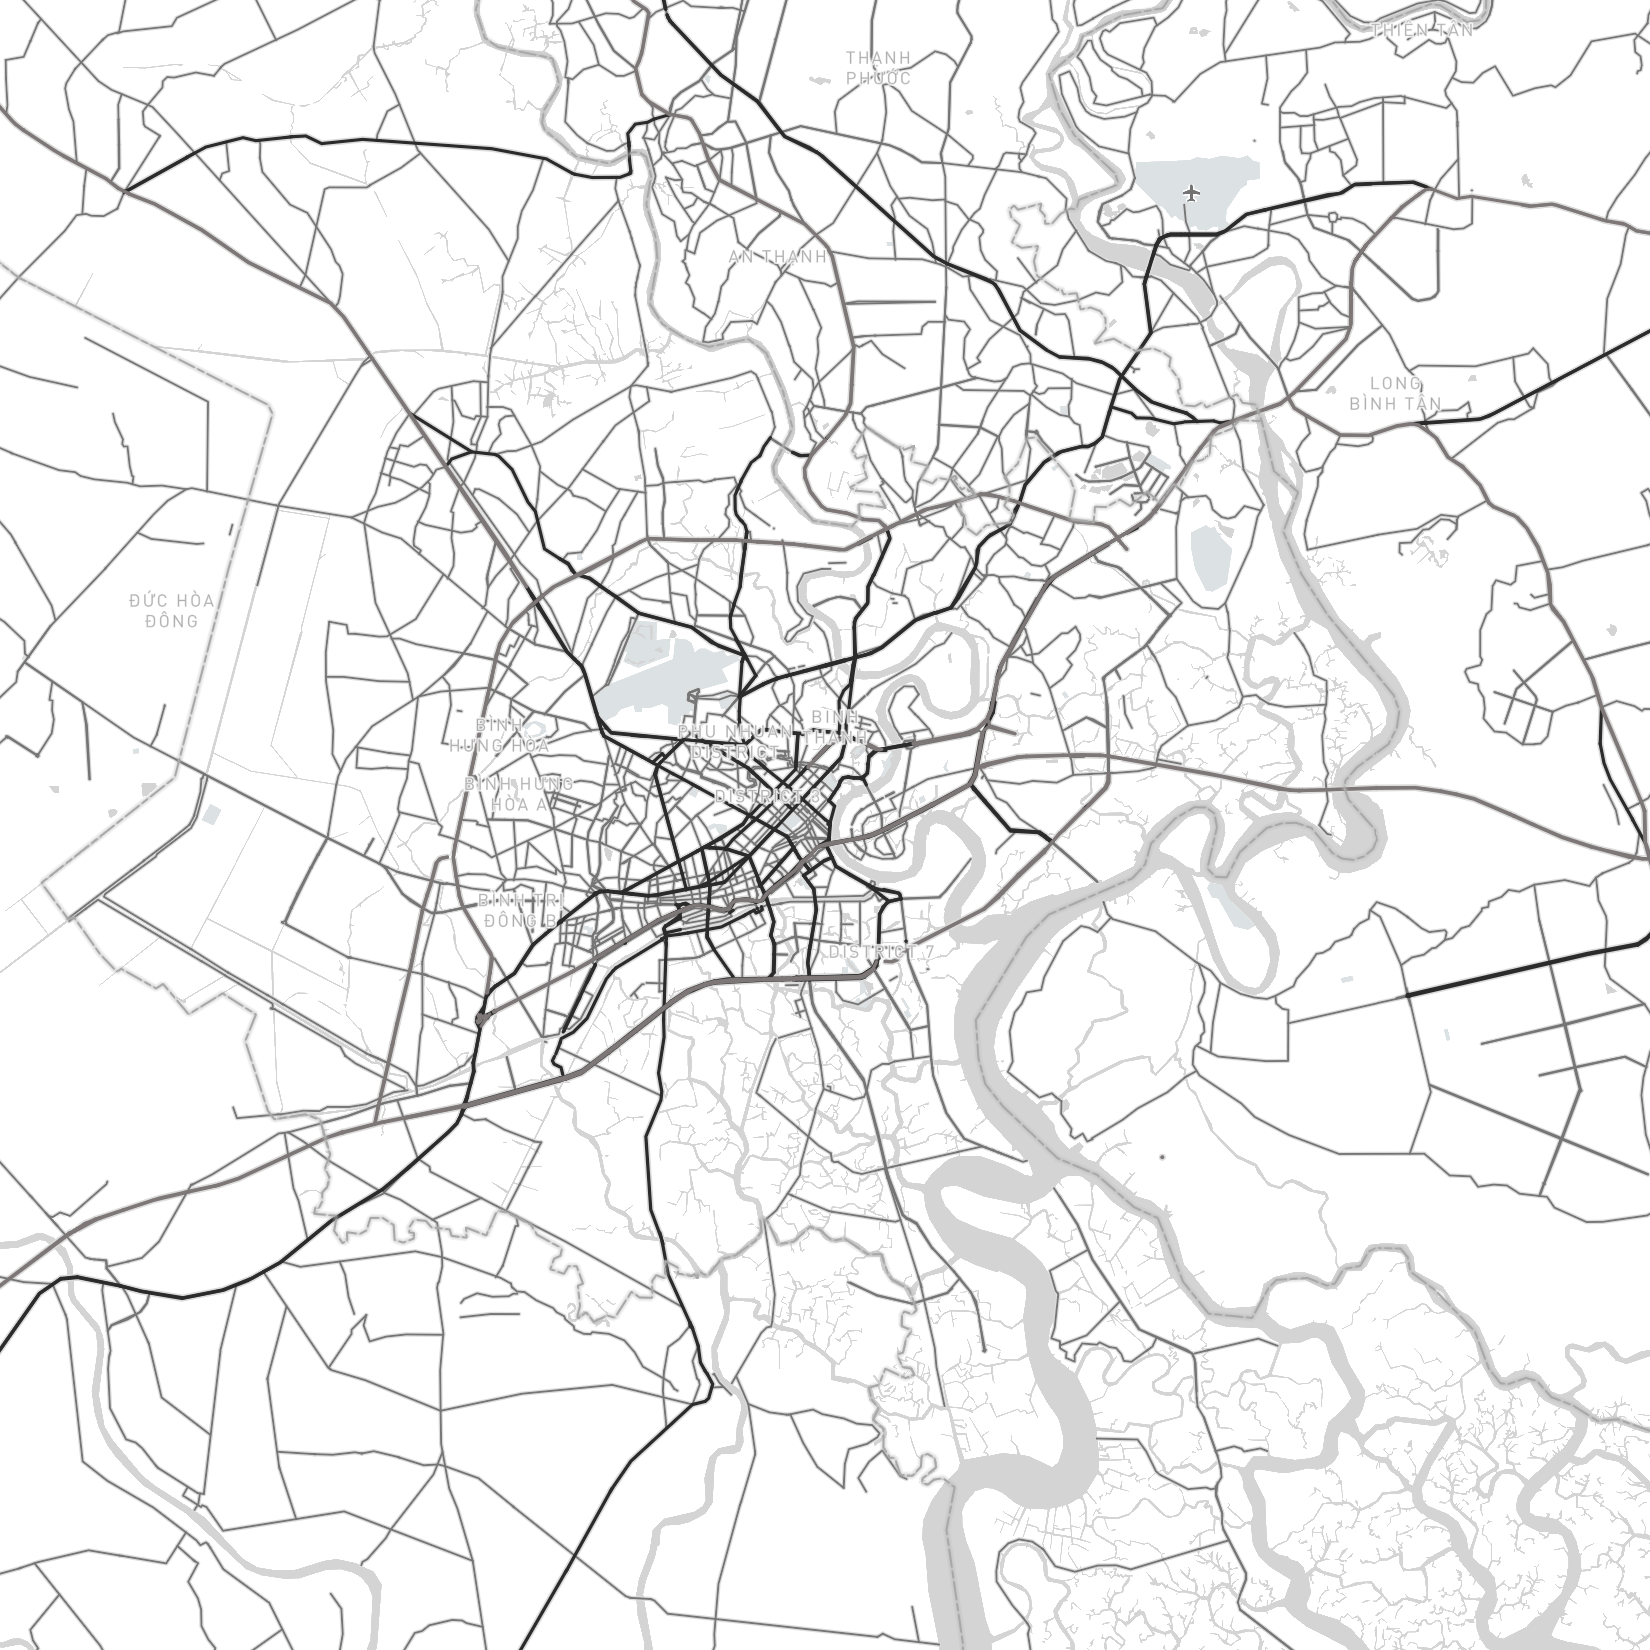 THIỆN TÂN
THANH
PHƯỚC
AN THẠNH
LONG
BÌNH TÂN
ĐỨC HÒA
ĐÔNG
BÌNH
HƯNG HÒA
PHU NHUAN
DISTRICT
BÌNH
THẠNH
BÌNH HƯNG
HÒA A
DISTRICT 3
BÌNH TRỊ
ĐÔNG B
DISTRICT 7